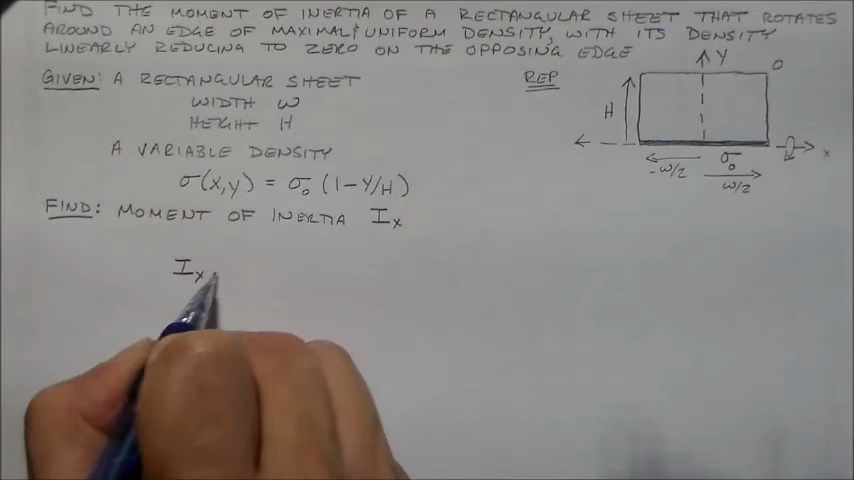 FIND THE MOMENT OF INERTIA OF A RECTANGULAR SHEET THAT ROTATES
AROUND AN EDGE OF MAXIMAL & UNIFORM DENSITY, WITH ITS DENSITY
LINEARLY REDUCING TO ZERO ON THE OPPOSING EDGE
GIVEN: A RECTANGULAR SHEET
WIDTH W
HEIGHT H
A VARIABLE DENSITY
σ(X,Y) = σ₀ (1 - Y/H)
FIND: MOMENT OF INERTIA Iₓ
Iₓ
REP
Y
O
H
X
-W/2
σ₀
W/2